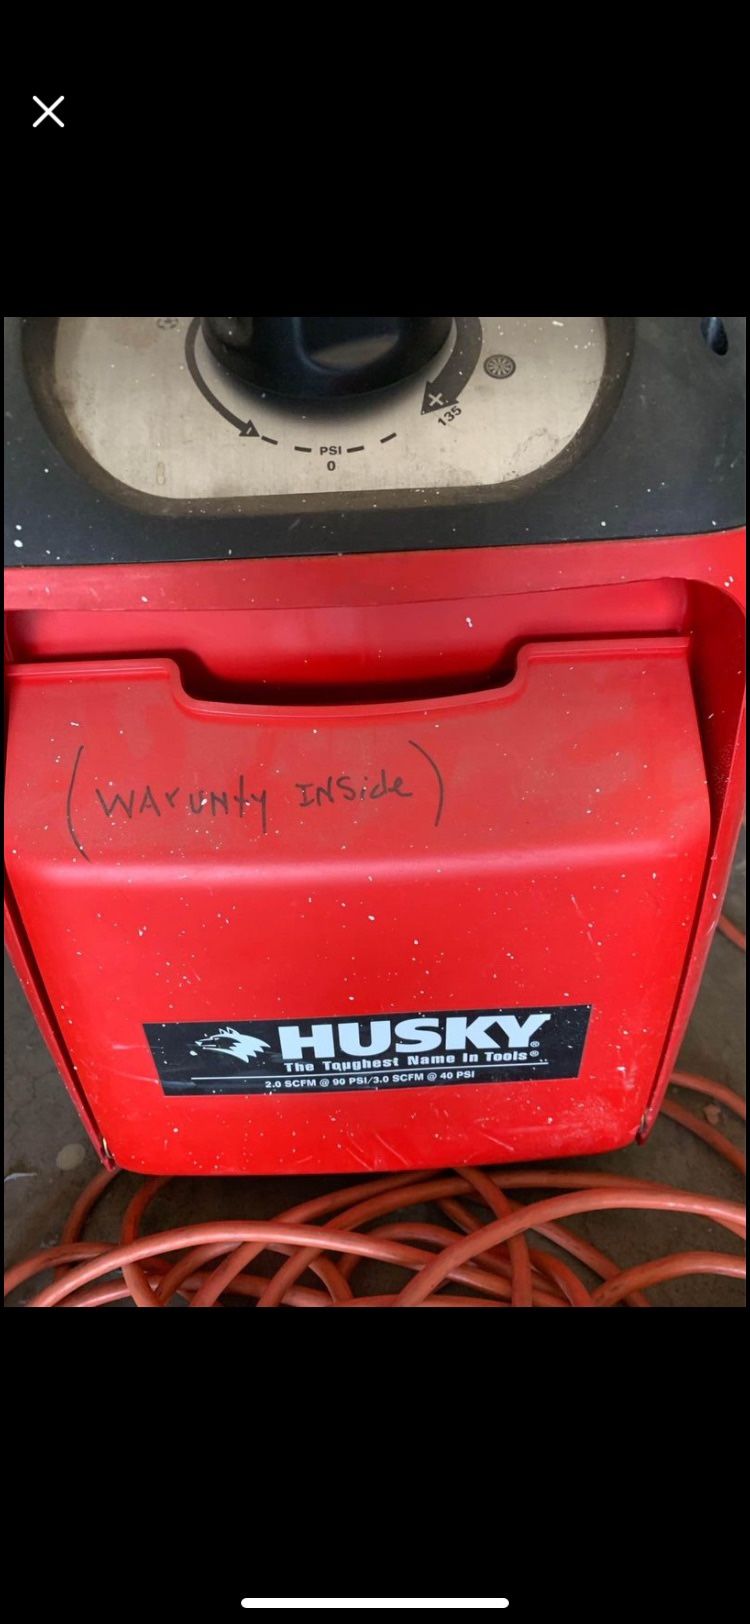 135
PSI
0
(WArUNty INSide)
HUSKY®
The Toughest Name In Tools®
2.0 SCFM @ 90 PSI/3.0 SCFM @ 40 PSI